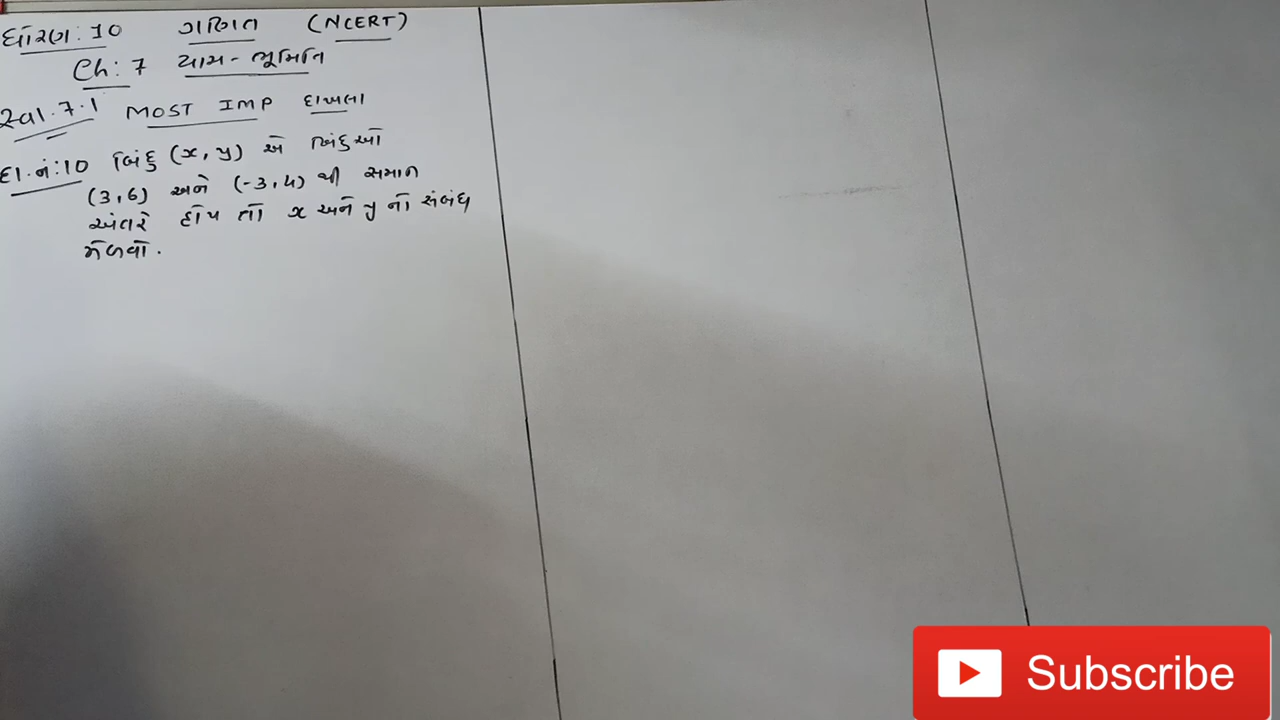 ધોરણ: 10 ગણિત (NCERT)
Ch: 7 યામ - ભૂમિતિ
સ્વા. 7.1 MOST IMP દાખલા
દા.નં:10 બિંદુ (x, y) એ બિંદુઓ
(3, 6) અને (-3, 4) થી સમાન
અંતરે હોય તો x અને y નો સંબંધ
મેળવો.
Subscribe